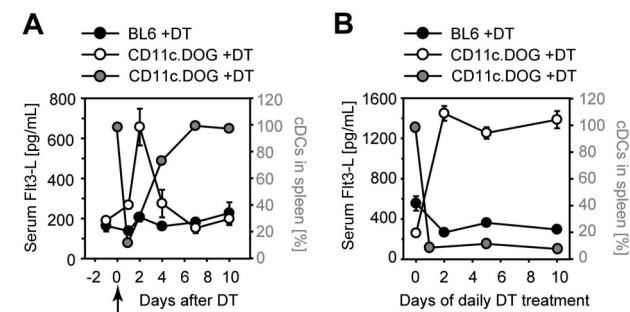 A
BL6 +DT
CD11c.DOG +DT
CD11c.DOG +DT
Serum Flt3-L [pg/mL]
800
600
400
200
0
120
100
80
60
40
20
0
cDCs in spleen [%]
-2 0 2 4 6 8 10
Days after DT
B
BL6 +DT
CD11c.DOG +DT
CD11c.DOG +DT
Serum Flt3-L [pg/mL]
1600
1200
800
400
0
120
100
80
60
40
20
0
cDCs in spleen [%]
0 2 4 6 8 10
Days of daily DT treatment